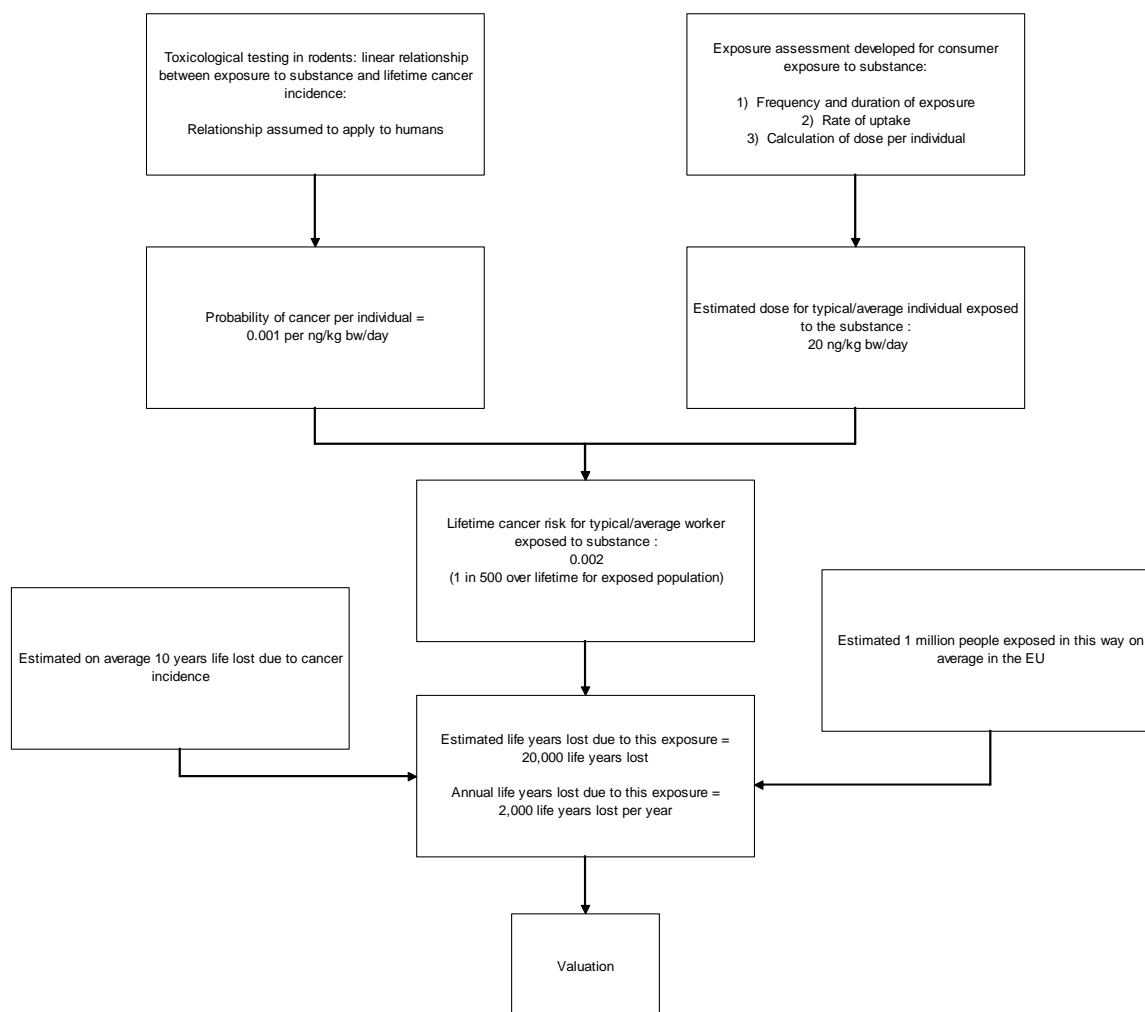 Toxicological testing in rodents: linear relationship
between exposure to substance and lifetime cancer
incidence:
Relationship assumed to apply to humans
Exposure assessment developed for consumer
exposure to substance:
1) Frequency and duration of exposure
2) Rate of uptake
3) Calculation of dose per individual
Probability of cancer per individual =
0.001 per ng/kg bw/day
Estimated dose for typical/average individual exposed
to the substance :
20 ng/kg bw/day
Lifetime cancer risk for typical/average worker
exposed to substance :
0.002
(1 in 500 over lifetime for exposed population)
Estimated on average 10 years life lost due to cancer
incidence
Estimated 1 million people exposed in this way on
average in the EU
Estimated life years lost due to this exposure =
20,000 life years lost
Annual life years lost due to this exposure =
2,000 life years lost per year
Valuation